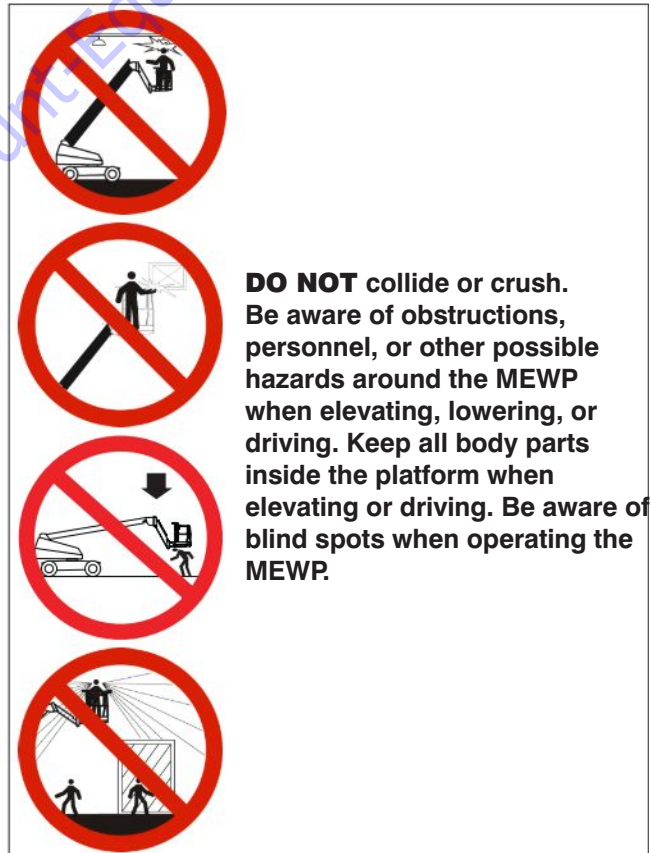 DO NOT collide or crush.
Be aware of obstructions,
personnel, or other possible
hazards around the MEWP
when elevating, lowering, or
driving. Keep all body parts
inside the platform when
elevating or driving. Be aware of
blind spots when operating the
MEWP.